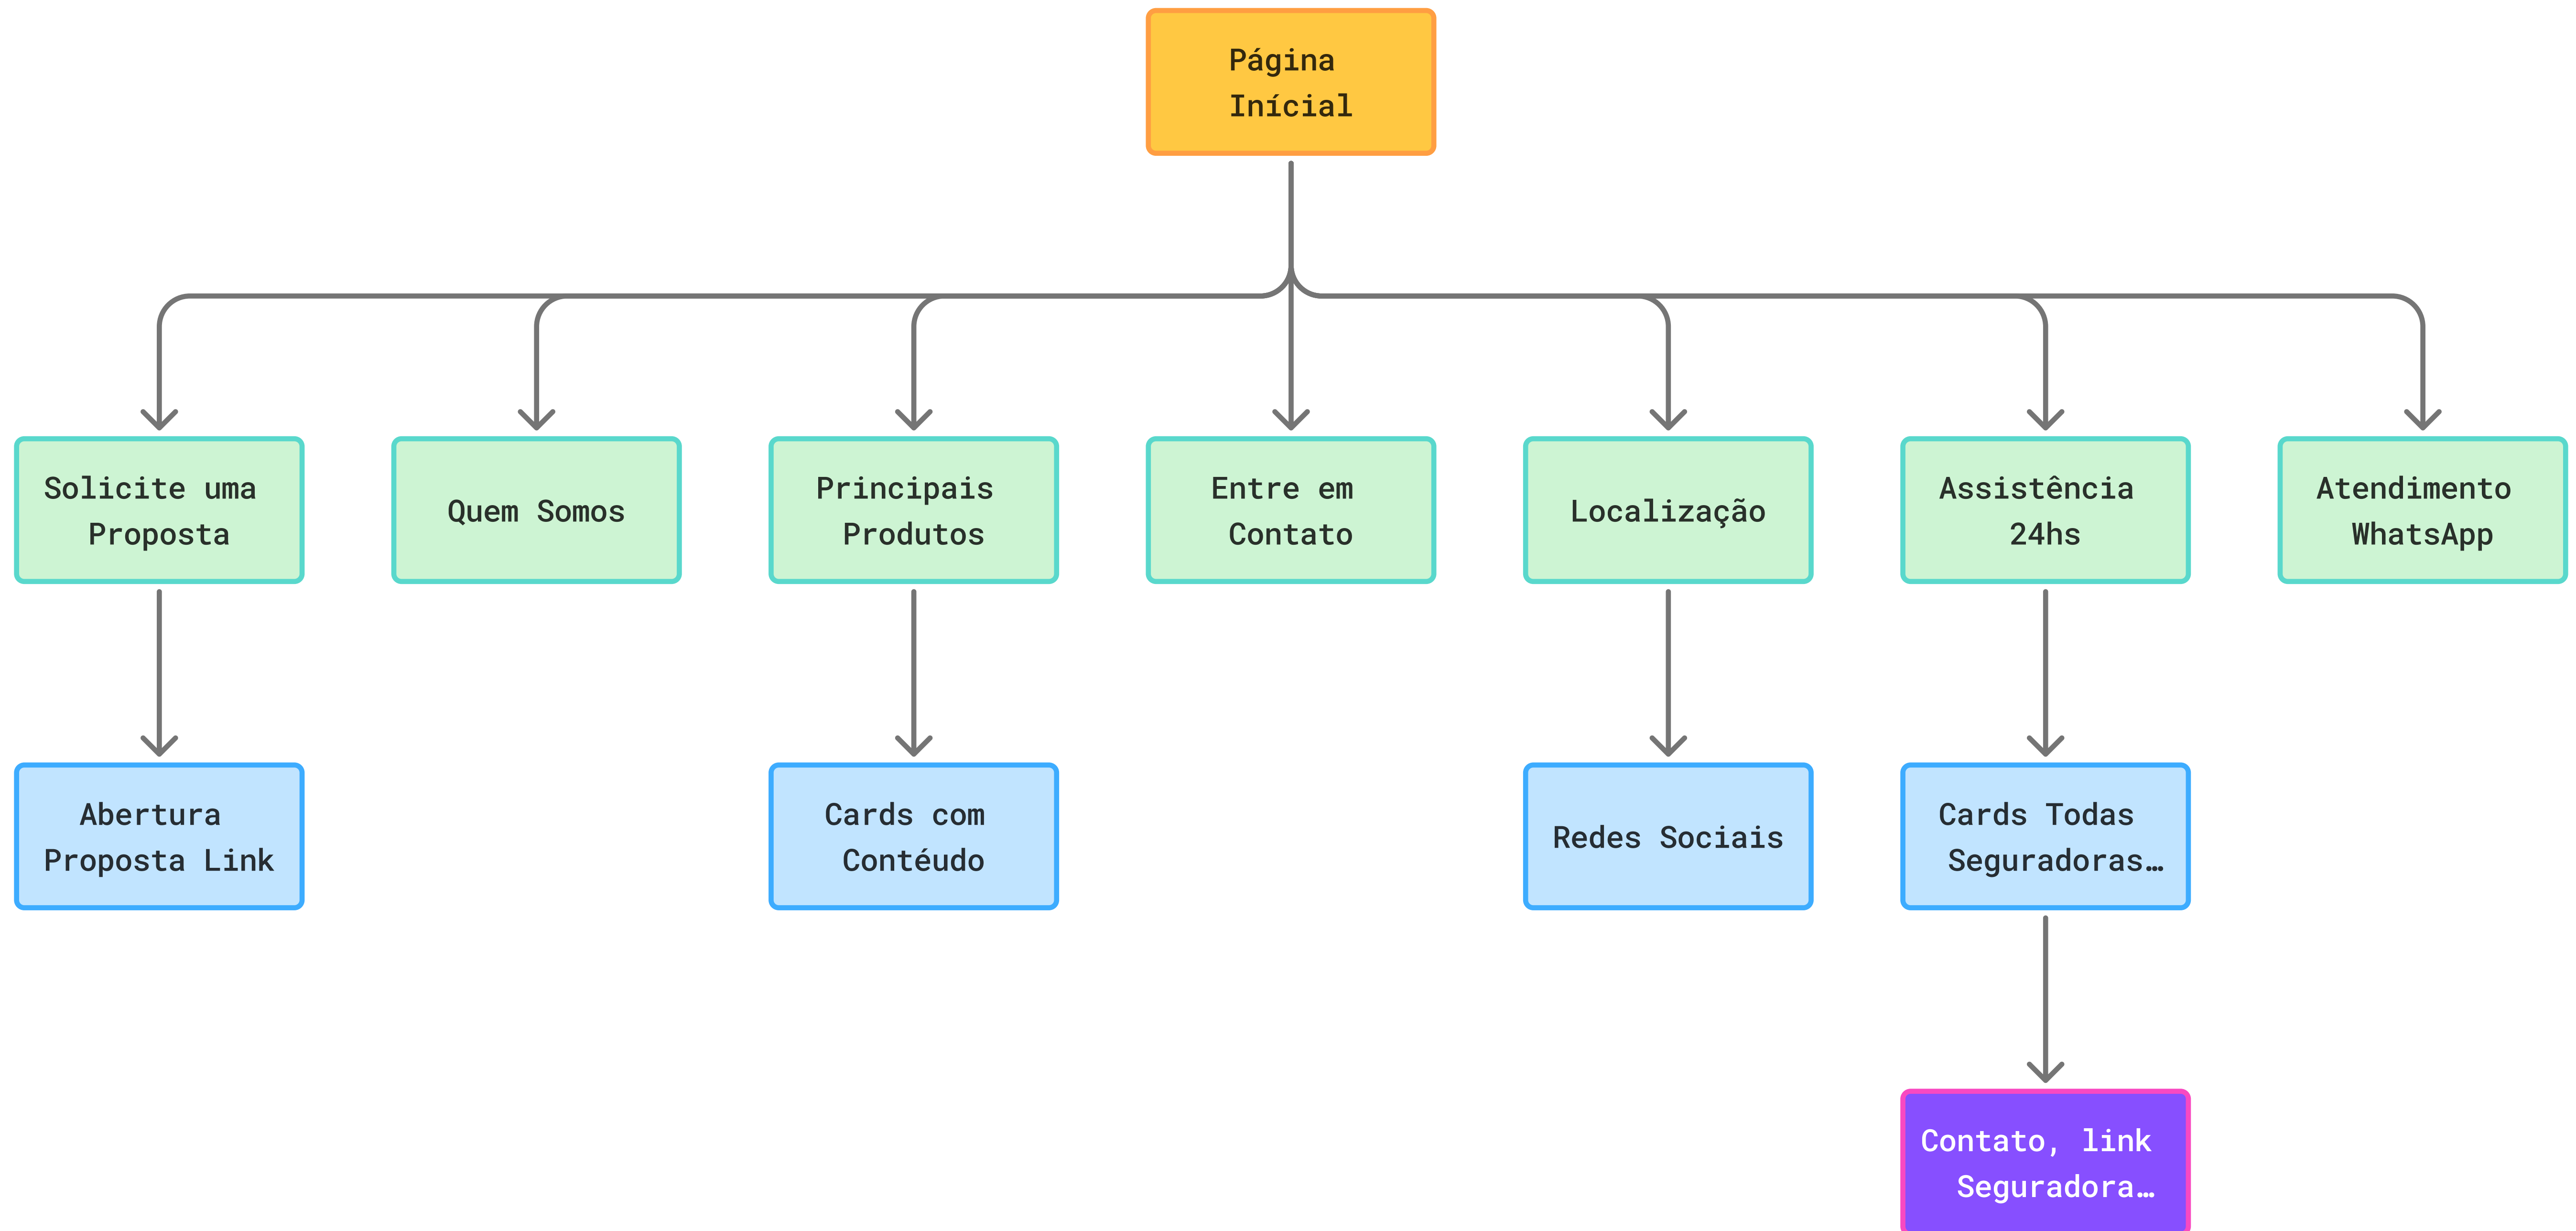 Página
Inícial
Solicite uma
Proposta
Quem Somos
Principais
Produtos
Entre em
Contato
Localização
Assistência
24hs
Atendimento
WhatsApp
Abertura
Proposta Link
Cards com
Contéudo
Redes Sociais
Cards Todas
Seguradoras…
Contato, link
Seguradora…